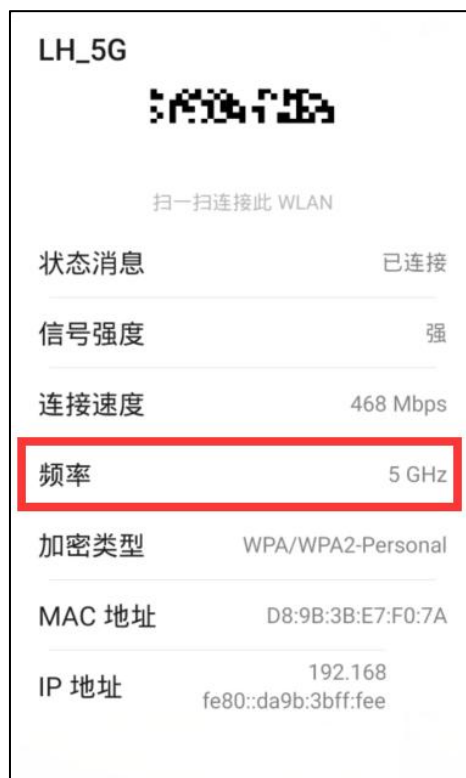 LH_5G
扫一扫连接此 WLAN
状态消息 已连接
信号强度 强
连接速度 468 Mbps
频率 5 GHz
加密类型 WPA/WPA2-Personal
MAC 地址 D8:9B:3B:E7:F0:7A
IP 地址 192.168
fe80::da9b:3bff:fee